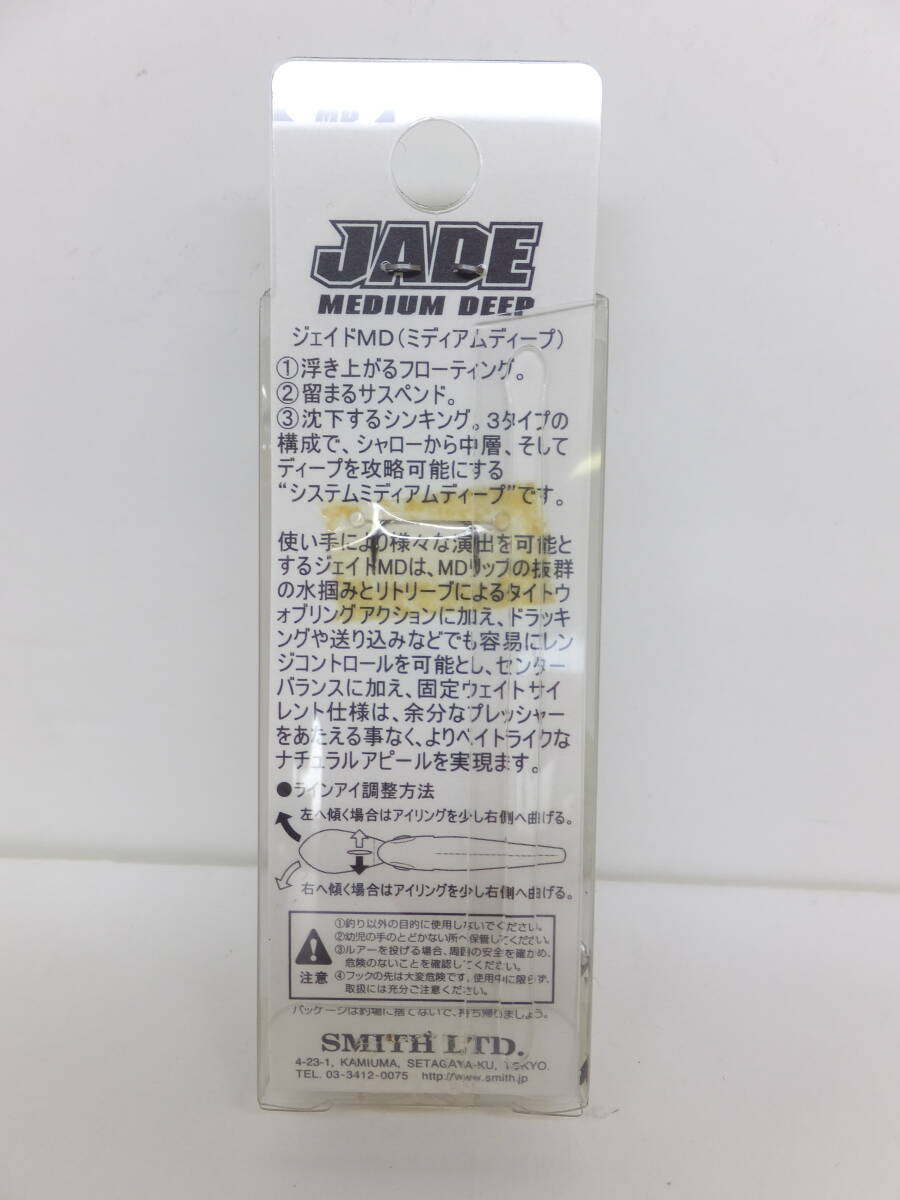 JADE
MEDIUM DEEP
ジェイドMD（ミディアムディープ）
①浮き上がるフローティング。
②留まるサスペンド。
③沈下するシンキング。3タイプの
構成で、シャローから中層、そして
ディープを攻略可能にする
“システムミディアムディープ”です。
使い手により様々な演出を可能と
するジェイドMDは、MDリップの抜群
の水掴みとリトリーブによるタイトウ
ォブリングアクションに加え、ドラッキ
ングや送り込みなどでも容易にレン
ジコントロールを可能とし、センター
バランスに加え、固定ウェイトサイ
レント仕様は、余分なプレッシャー
をあたえる事なく、よりベイトライクな
ナチュラルアピールを実現ます。
●ラインアイ調整方法
左へ傾く場合はアイリングを少し右側へ曲げる。
右へ傾く場合はアイリングを少し右側へ曲げる。
注意
①釣り以外の目的に使用しないでください。
②幼児の手のとどかない所へ保管してください。
③ルアーを投げる場合、周囲の安全を確かめ、
危険のないことを確認してください。
④フックの先は大変危険です、使用中に限らず、
取扱には充分ご注意ください。
パッケージは釣場に捨てないで、持ち帰りましょう。
SMITH LTD.
4-23-1, KAMIUMA, SETAGAYA-KU, TOKYO.
TEL. 03-3412-0075 http://www.smith.jp